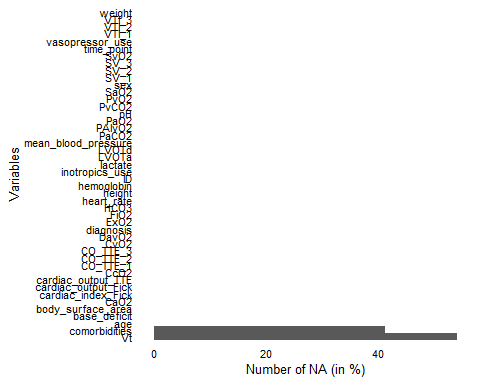 weight
VTI_3
VTI_2
VTI_1
vasopressor_use
time_point
SvO2
SV_3
SV_2
SV_1
sex
SaO2
PvO2
PvCO2
pH
PaO2
PAlvO2
PaCO2
mean_blood_pressure
LVOTd
LVOTa
lactate
inotropics_use
ID
hemoglobin
height
heart_rate
HCO3
FiO2
ExO2
diagnosis
DavO2
CvO2
CO_TTE_3
CO_TTE_2
CO_TTE_1
CcO2
cardiac_output_TTE
cardiac_output_Fick
cardiac_index_Fick
CaO2
body_surface_area
base_deficit
age
comorbidities
Vt
Variables
0 20 40
Number of NA (in %)